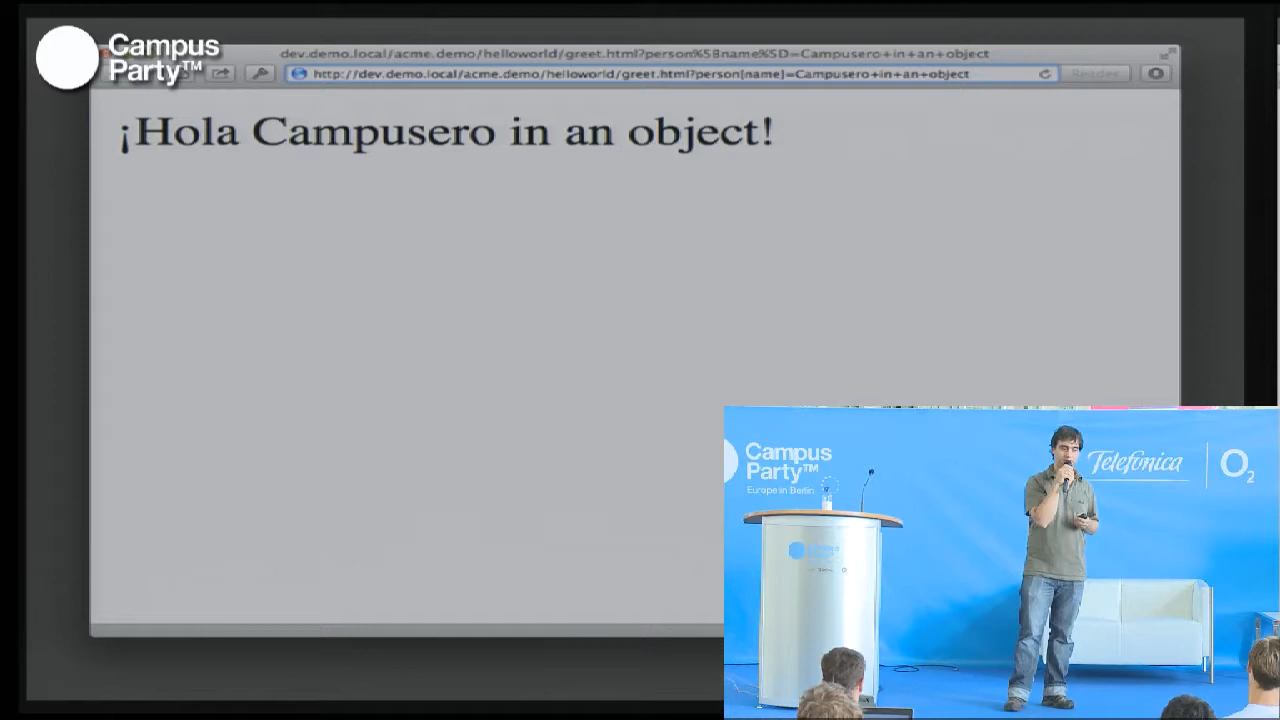 Campus
Party™
dev.demo.local/acme.demo/helloworld/greet.html?person%5Bname%5D=Campusero+in+an+object
http://dev.demo.local/acme.demo/helloworld/greet.html?person[name]=Campusero+in+an+object
Reader
¡Hola Campusero in an object!
Campus
Party™
Europe in Berlin
Telefónica
O2